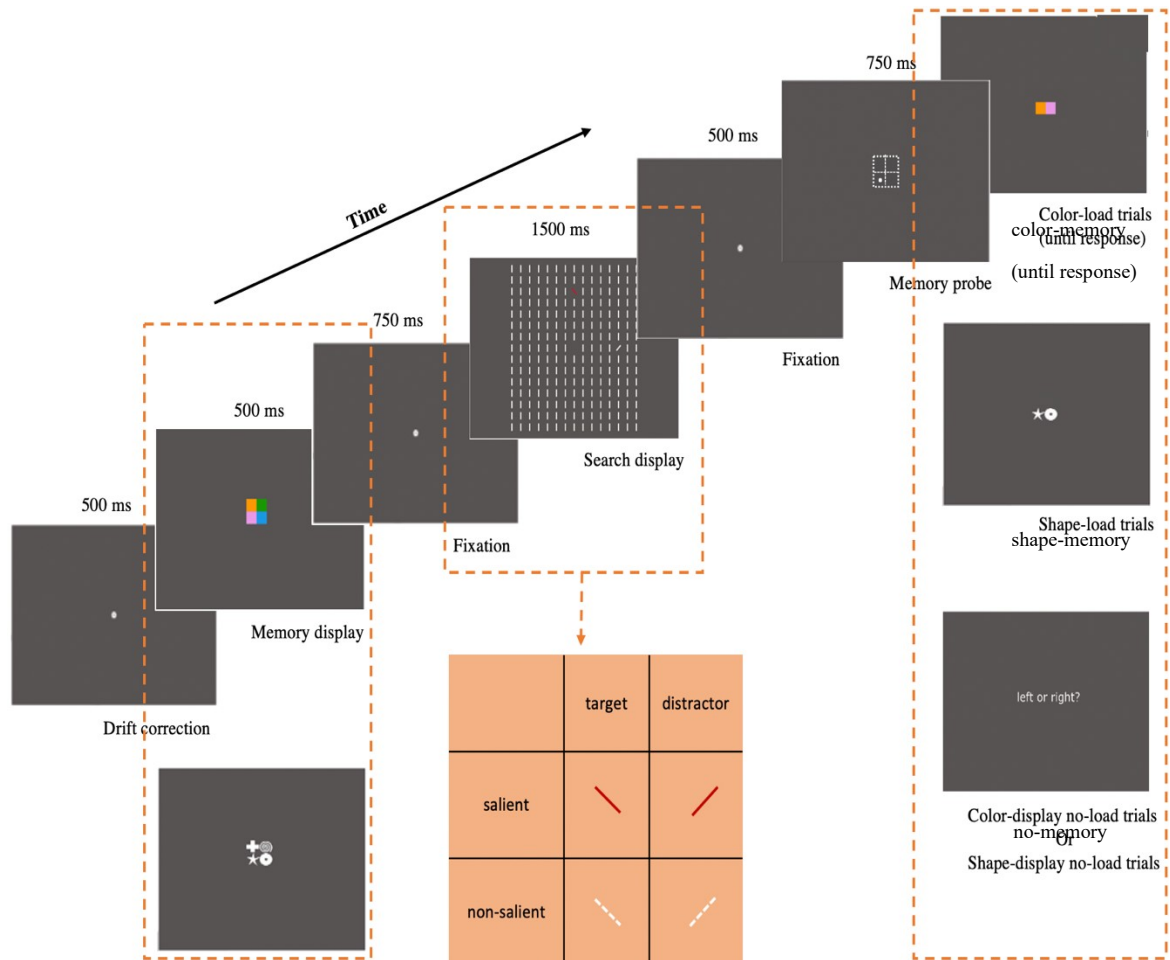 750 ms
500 ms
Time
1500 ms
Color-load trials
color-memory
(until response)
(until response)
Memory probe
750 ms
Fixation
500 ms
Search display
500 ms
Shape-load trials
shape-memory
Fixation
Memory display
target
distractor
left or right?
Drift correction
salient
Color-display no-load trials
no-memory
Or
Shape-display no-load trials
non-salient